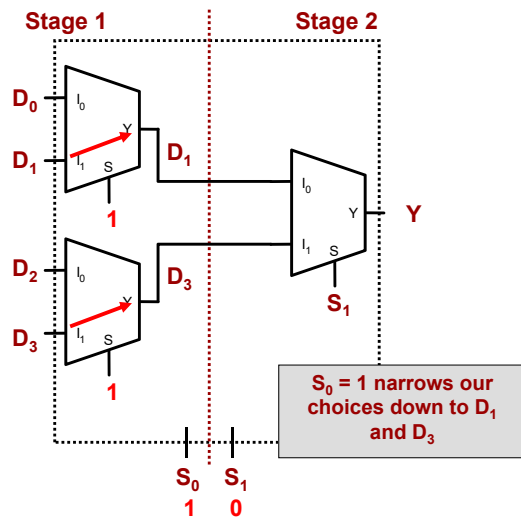 Stage 1
Stage 2
D0
I0
Y
D1
I1
D1
S
1
I0
Y
Y
I1
S
S1
D2
I0
Y
D3
D3
I1
S
1
S0 = 1 narrows our
choices down to D1
and D3
S0
S1
1
0